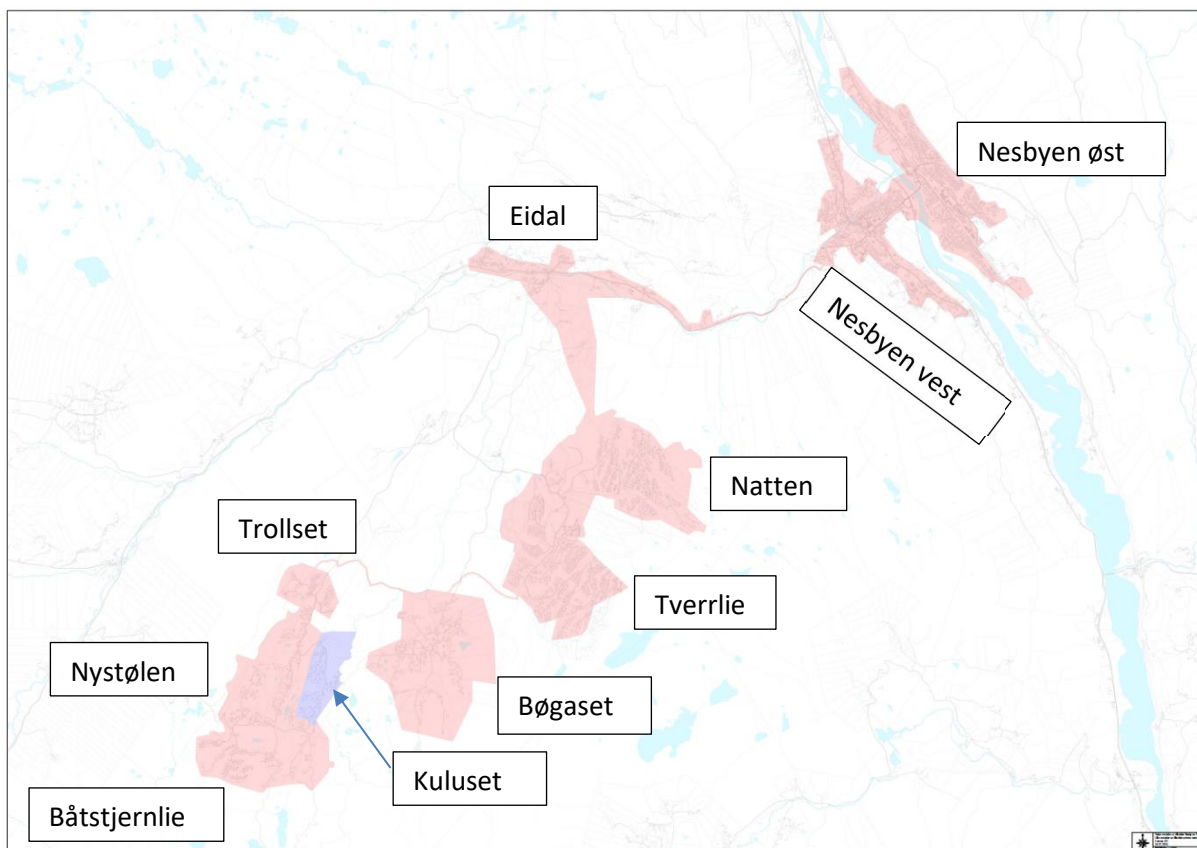 Nesbyen øst
Eidal
Nesbyen vest
Natten
Trollset
Tverrlie
Nystølen
Bøgaset
Kuluset
Båtstjernlie